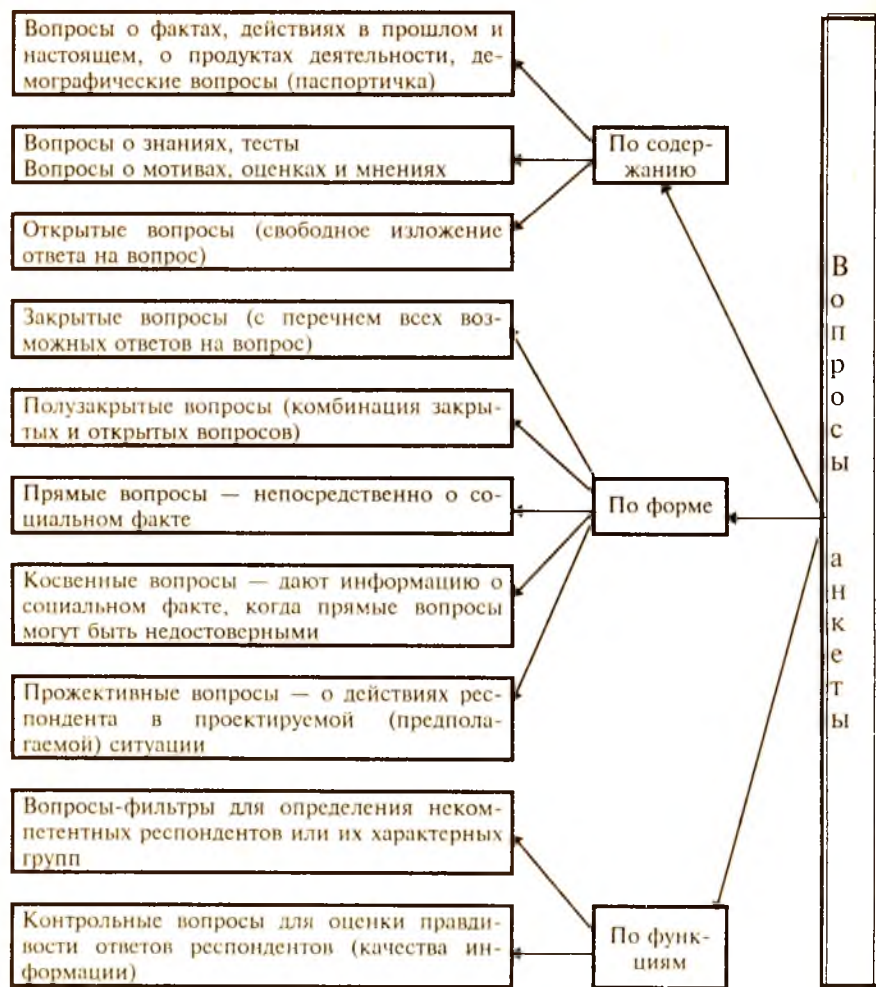 Вопросы о фактах, действиях в прошлом и
настоящем, о продуктах деятельности, де-
мографические вопросы (паспортичка)
Вопросы о знаниях, тесты
Вопросы о мотивах, оценках и мнениях
Открытые вопросы (свободное изложение
ответа на вопрос)
По содер-
жанию
Закрытые вопросы (с перечнем всех воз-
можных ответов на вопрос)
Полузакрытые вопросы (комбинация закры-
тых и открытых вопросов)
Прямые вопросы — непосредственно о со-
циальном факте
Косвенные вопросы — дают информацию о
социальном факте, когда прямые вопросы
могут быть недостоверными
Прожективные вопросы — о действиях рес-
пондента в проектируемой (предпола-
гаемой) ситуации
По форме
Вопросы-фильтры для определения неком-
петентных респондентов или их характерных
групп
Контрольные вопросы для оценки правди-
вости ответов респондентов (качества ин-
формации)
По функ-
циям
Вопросы анкеты